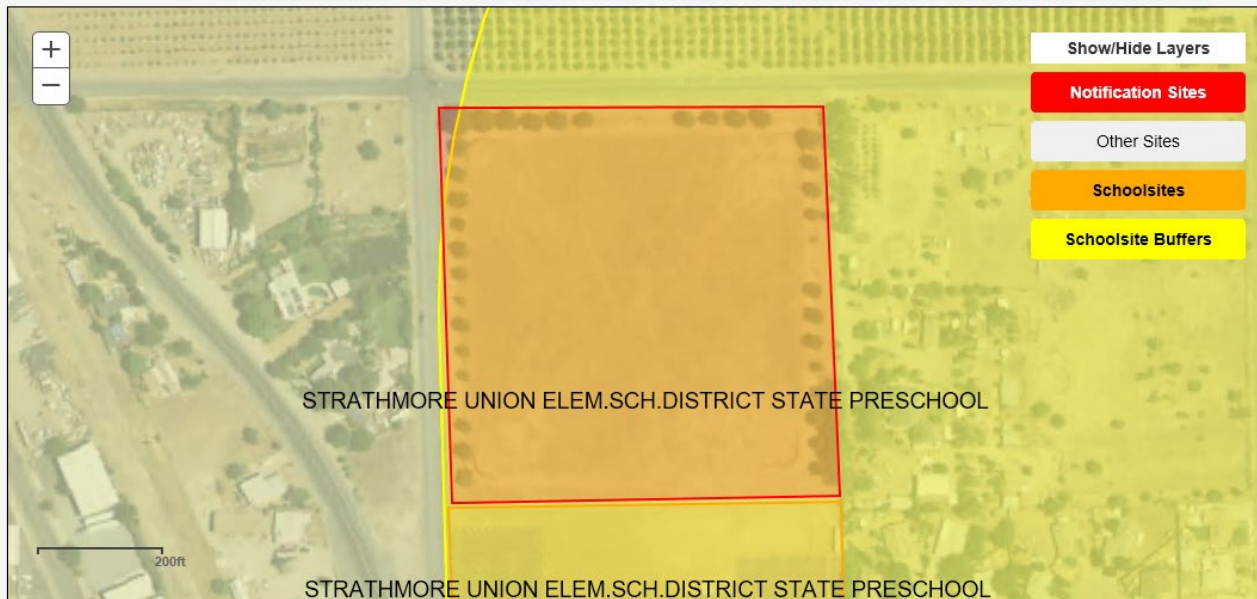 +
−
Show/Hide Layers
Notification Sites
Other Sites
Schoolsites
Schoolsite Buffers
STRATHMORE UNION ELEM.SCH.DISTRICT STATE PRESCHOOL
200ft
STRATHMORE UNION ELEM.SCH.DISTRICT STATE PRESCHOOL